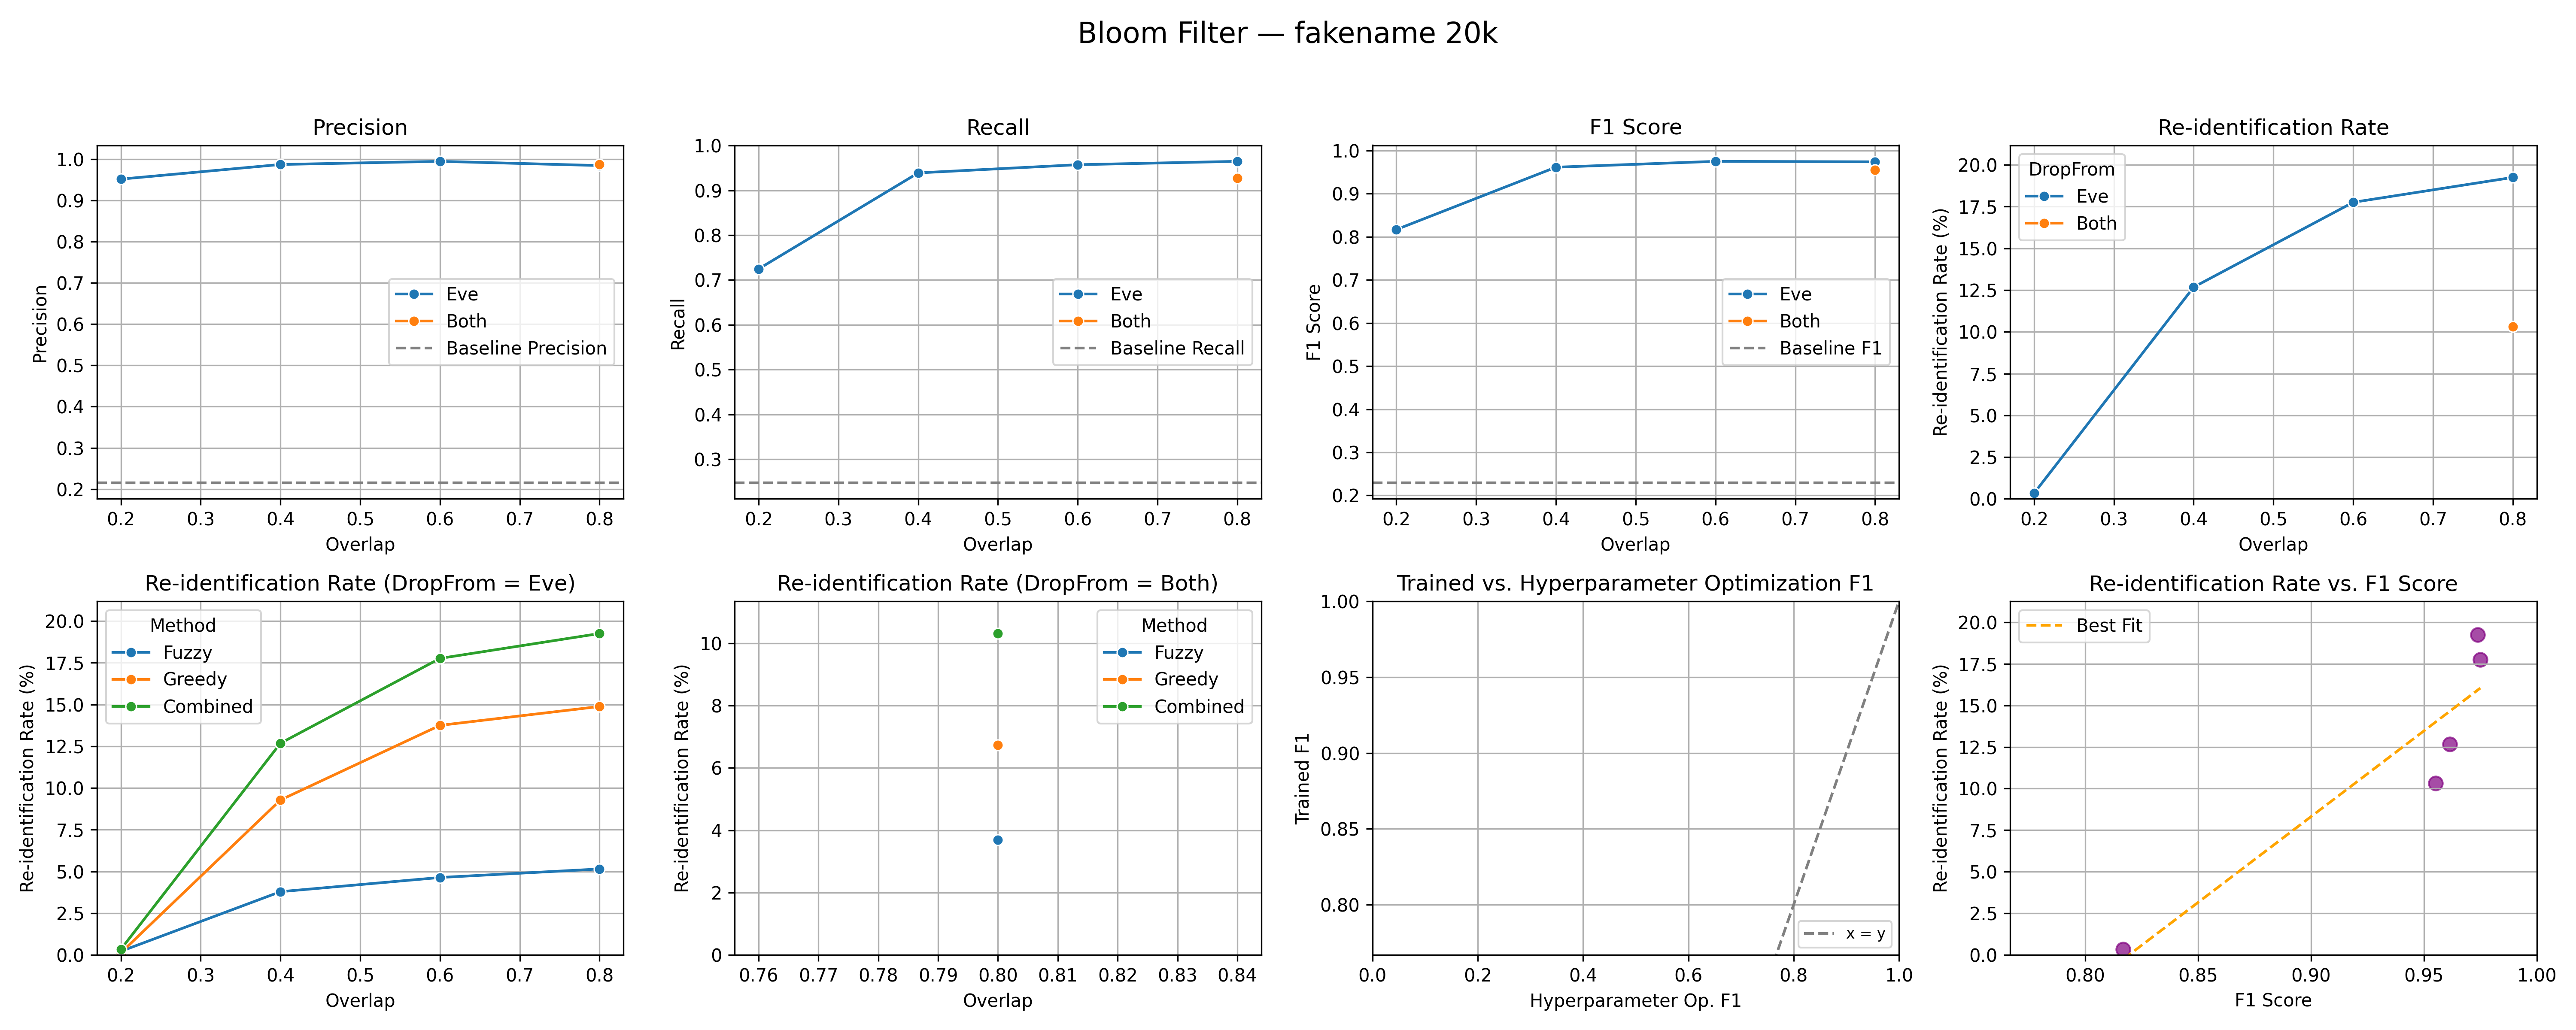 Bloom Filter — fakename 20k
Precision
Precision
1.0
0.9
0.8
0.7
0.6
0.5
0.4
0.3
0.2
Eve
Both
Baseline Precision
0.2 0.3 0.4 0.5 0.6 0.7 0.8
Overlap
Recall
Recall
1.0
0.9
0.8
0.7
0.6
0.5
0.4
0.3
Eve
Both
Baseline Recall
0.2 0.3 0.4 0.5 0.6 0.7 0.8
Overlap
F1 Score
F1 Score
1.0
0.9
0.8
0.7
0.6
0.5
0.4
0.3
0.2
Eve
Both
Baseline F1
0.2 0.3 0.4 0.5 0.6 0.7 0.8
Overlap
Re-identification Rate
Re-identification Rate (%)
20.0
17.5
15.0
12.5
10.0
7.5
5.0
2.5
0.0
DropFrom
Eve
Both
0.2 0.3 0.4 0.5 0.6 0.7 0.8
Overlap
Re-identification Rate (DropFrom = Eve)
Re-identification Rate (%)
20.0
17.5
15.0
12.5
10.0
7.5
5.0
2.5
0.0
Method
Fuzzy
Greedy
Combined
0.2 0.3 0.4 0.5 0.6 0.7 0.8
Overlap
Re-identification Rate (DropFrom = Both)
Re-identification Rate (%)
10
8
6
4
2
0
Method
Fuzzy
Greedy
Combined
0.76 0.77 0.78 0.79 0.80 0.81 0.82 0.83 0.84
Overlap
Trained vs. Hyperparameter Optimization F1
Trained F1
1.00
0.95
0.90
0.85
0.80
x = y
0.0 0.2 0.4 0.6 0.8 1.0
Hyperparameter Op. F1
Re-identification Rate vs. F1 Score
Re-identification Rate (%)
20.0
17.5
15.0
12.5
10.0
7.5
5.0
2.5
0.0
Best Fit
0.80 0.85 0.90 0.95 1.00
F1 Score